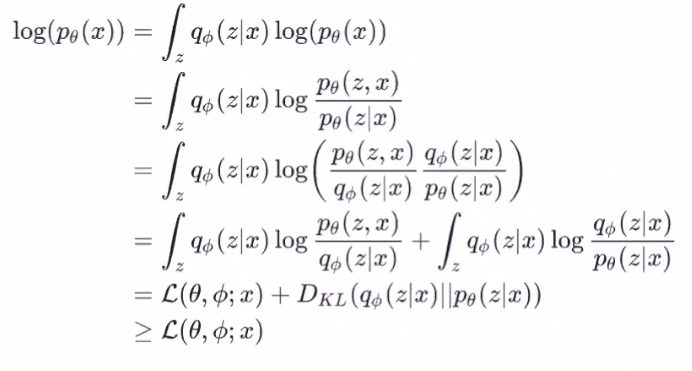 log(p_θ(x)) = ∫_z q_ϕ(z|x) log(p_θ(x))
= ∫_z q_ϕ(z|x) log p_θ(z, x) / p_θ(z|x)
= ∫_z q_ϕ(z|x) log( p_θ(z, x) / q_ϕ(z|x) q_ϕ(z|x) / p_θ(z|x) )
= ∫_z q_ϕ(z|x) log p_θ(z, x) / q_ϕ(z|x) + ∫_z q_ϕ(z|x) log q_ϕ(z|x) / p_θ(z|x)
= ℒ(θ, ϕ; x) + D_KL(q_ϕ(z|x)||p_θ(z|x))
≥ ℒ(θ, ϕ; x)